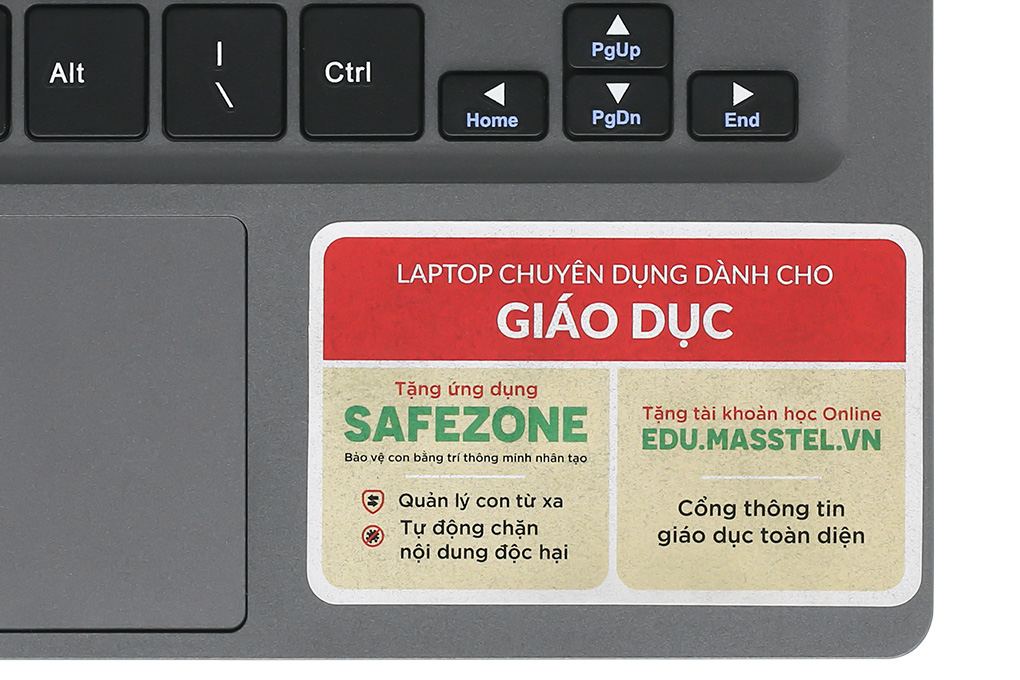 Alt
|
\
Ctrl
PgUp
Home
PgDn
End
LAPTOP CHUYÊN DỤNG DÀNH CHO
GIÁO DỤC
Tặng ứng dụng
SAFEZONE
Bảo vệ con bằng trí thông minh nhân tạo
Quản lý con từ xa
Tự động chặn
nội dung độc hại
Tặng tài khoản học Online
EDU.MASSTEL.VN
Cổng thông tin
giáo dục toàn diện